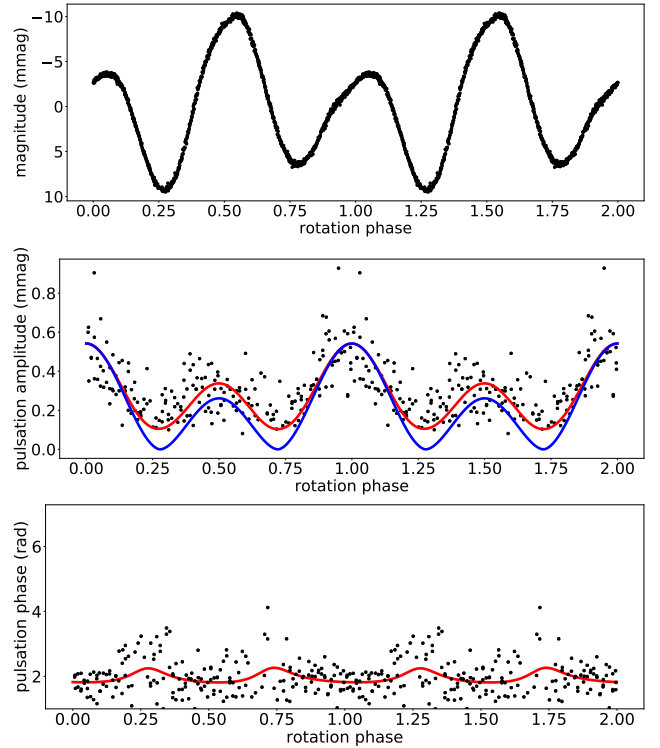 −10
−5
0
5
10
magnitude (mmag)
0.00 0.25 0.50 0.75 1.00 1.25 1.50 1.75 2.00
rotation phase
0.8
0.6
0.4
0.2
0.0
pulsation amplitude (mmag)
0.00 0.25 0.50 0.75 1.00 1.25 1.50 1.75 2.00
rotation phase
6
4
2
pulsation phase (rad)
0.00 0.25 0.50 0.75 1.00 1.25 1.50 1.75 2.00
rotation phase